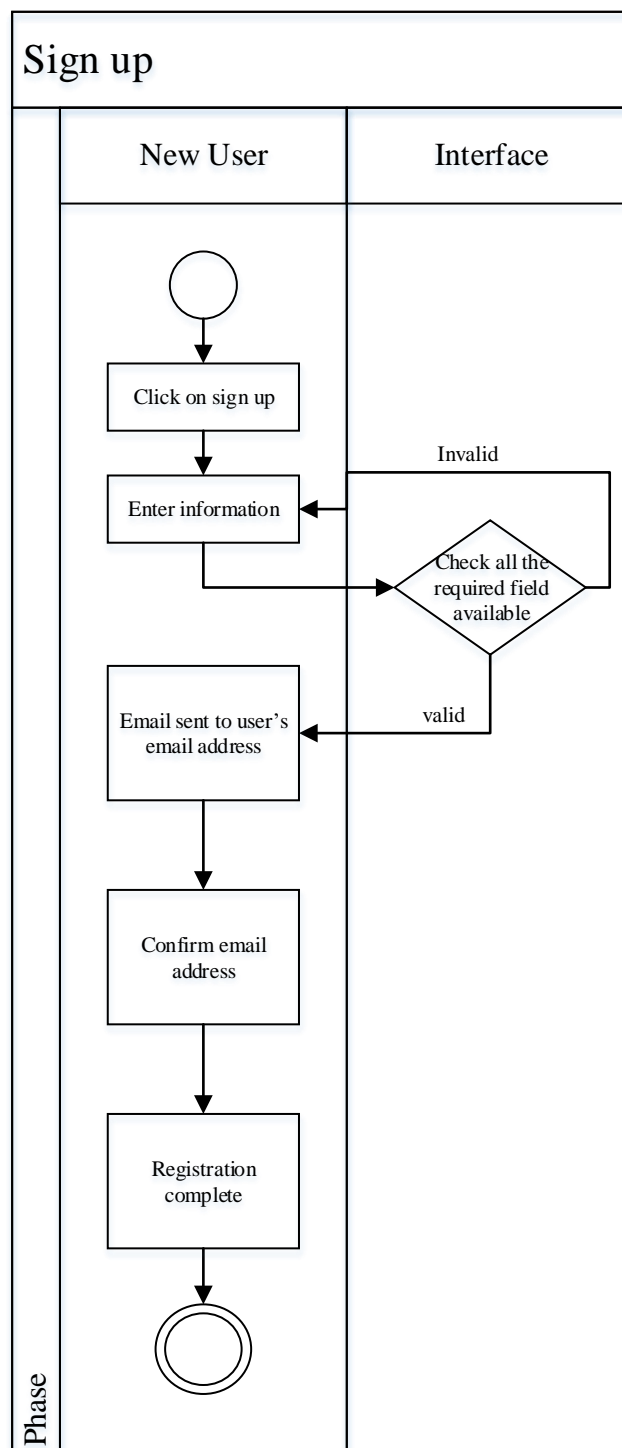 Sign up
New User
Interface
Click on sign up
Invalid
Enter information
Check all the
required field
available
valid
Email sent to user’s
email address
Confirm email
address
Registration
complete
Phase